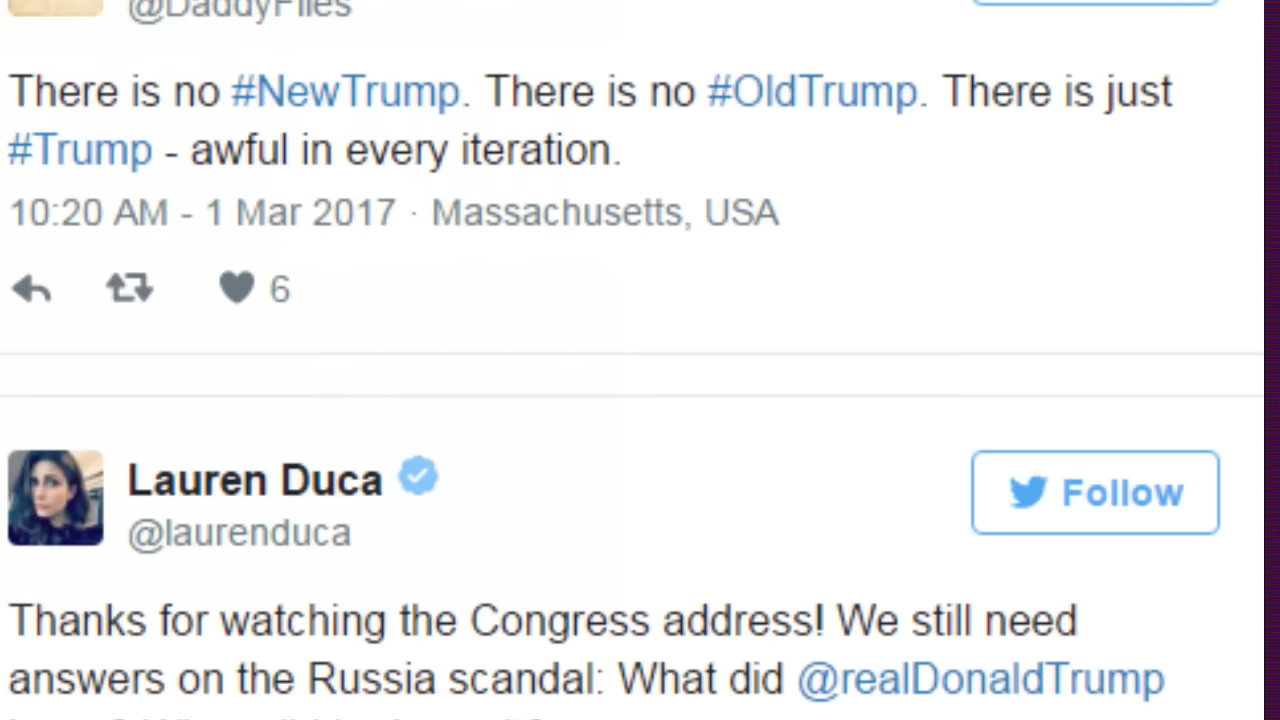 @DaddyFiles
There is no #NewTrump. There is no #OldTrump. There is just
#Trump - awful in every iteration.
10:20 AM - 1 Mar 2017 · Massachusetts, USA
6
Lauren Duca
@laurenduca
Follow
Thanks for watching the Congress address! We still need
answers on the Russia scandal: What did @realDonaldTrump